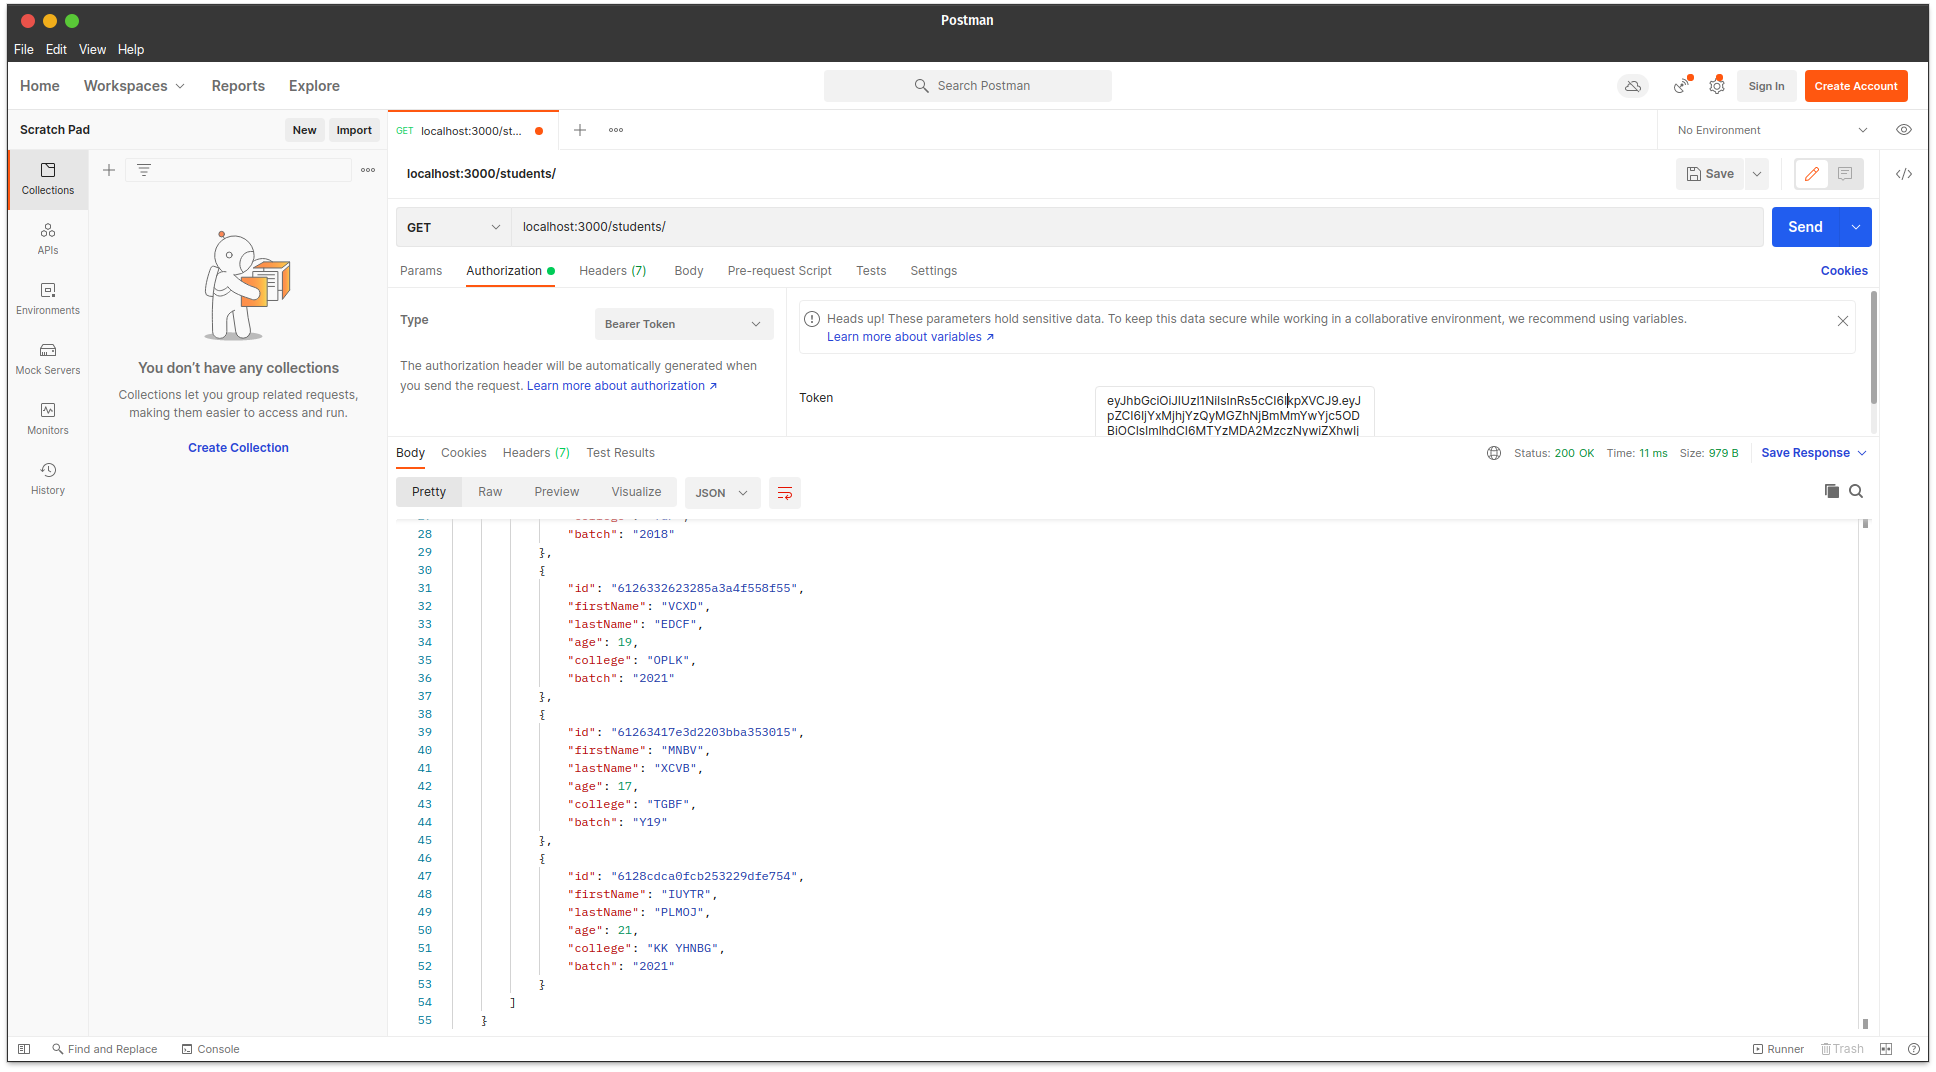 Postman
File Edit View Help
Home Workspaces Reports Explore
Search Postman
Sign In
Create Account
Scratch Pad
New Import
GET localhost:3000/st...
No Environment
Collections
APIs
Environments
Mock Servers
Monitors
History
You don't have any collections
Collections let you group related requests,
making them easier to access and run.
Create Collection
localhost:3000/students/
Save
GET localhost:3000/students/
Send
Params Authorization Headers (7) Body Pre-request Script Tests Settings
Cookies
Type
Bearer Token
The authorization header will be automatically generated when
you send the request. Learn more about authorization ↗
Heads up! These parameters hold sensitive data. To keep this data secure while working in a collaborative environment, we recommend using variables.
Learn more about variables ↗
Token
Body Cookies Headers (7) Test Results
Status: 200 OK Time: 11 ms Size: 979 B
Save Response
Pretty Raw Preview Visualize JSON
28 "batch": "2018"
29 },
30 {
31 "id": "6126332623285a3a4f558f55",
32 "firstName": "VCXD",
33 "lastName": "EDCF",
34 "age": 19,
35 "college": "OPLK",
36 "batch": "2021"
37 },
38 {
39 "id": "61263417e3d2203bba353015",
40 "firstName": "MNBV",
41 "lastName": "XCVB",
42 "age": 17,
43 "college": "TGBF",
44 "batch": "Y19"
45 },
46 {
47 "id": "6128cdca0fcb253229dfe754",
48 "firstName": "IUYTR",
49 "lastName": "PLMOJ",
50 "age": 21,
51 "college": "KK YHNBG",
52 "batch": "2021"
53 }
54 ]
55 }
Find and Replace Console
Runner Trash